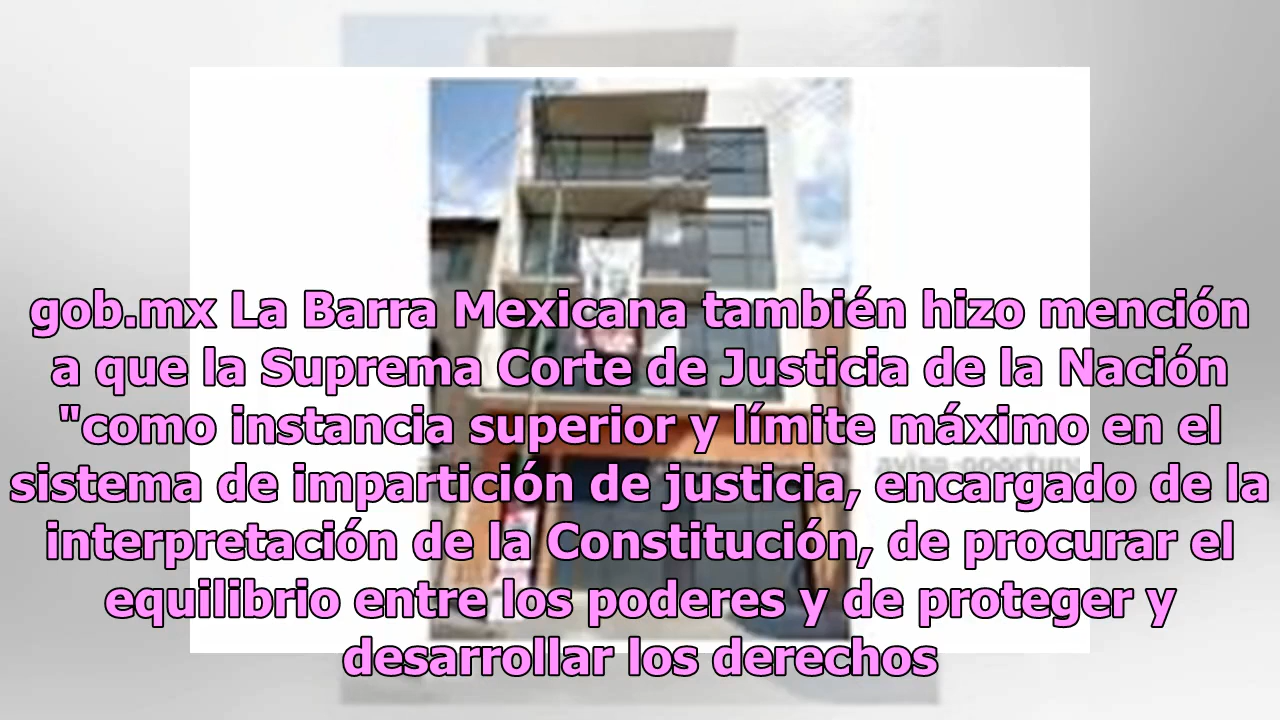 gob.mx La Barra Mexicana también hizo mención
a que la Suprema Corte de Justicia de la Nación
"como instancia superior y límite máximo en el
sistema de impartición de justicia, encargado de la
interpretación de la Constitución, de procurar el
equilibrio entre los poderes y de proteger y
desarrollar los derechos